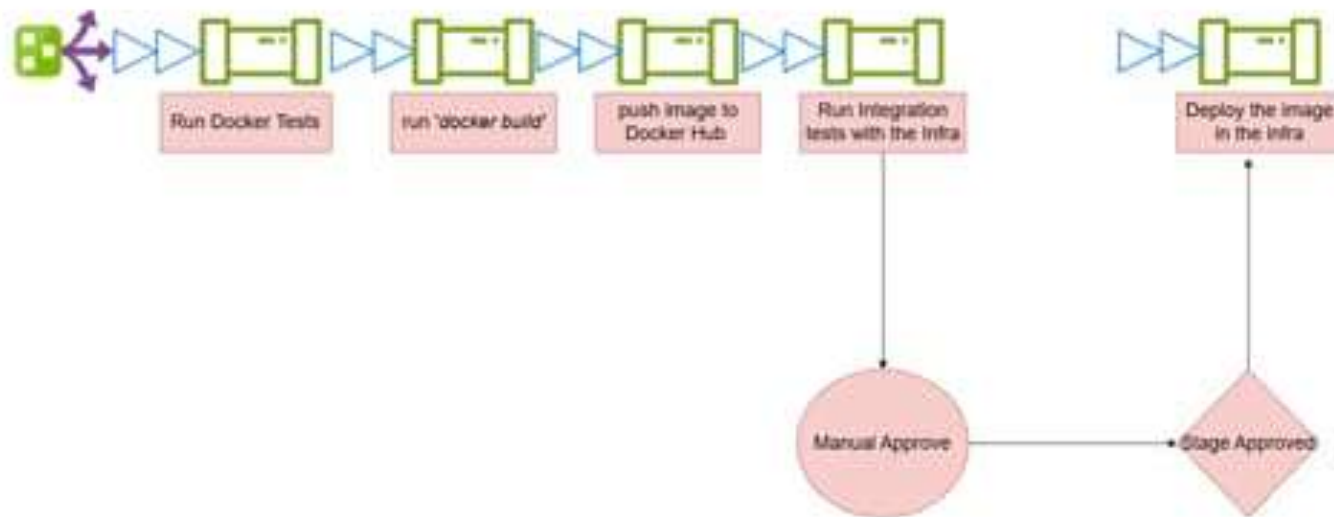 Run Docker Tests
run 'docker build'
push image to
Docker Hub
Run Integration
tests with the Infra
Deploy the image
in the Infra
Manual Approve
Stage Approved